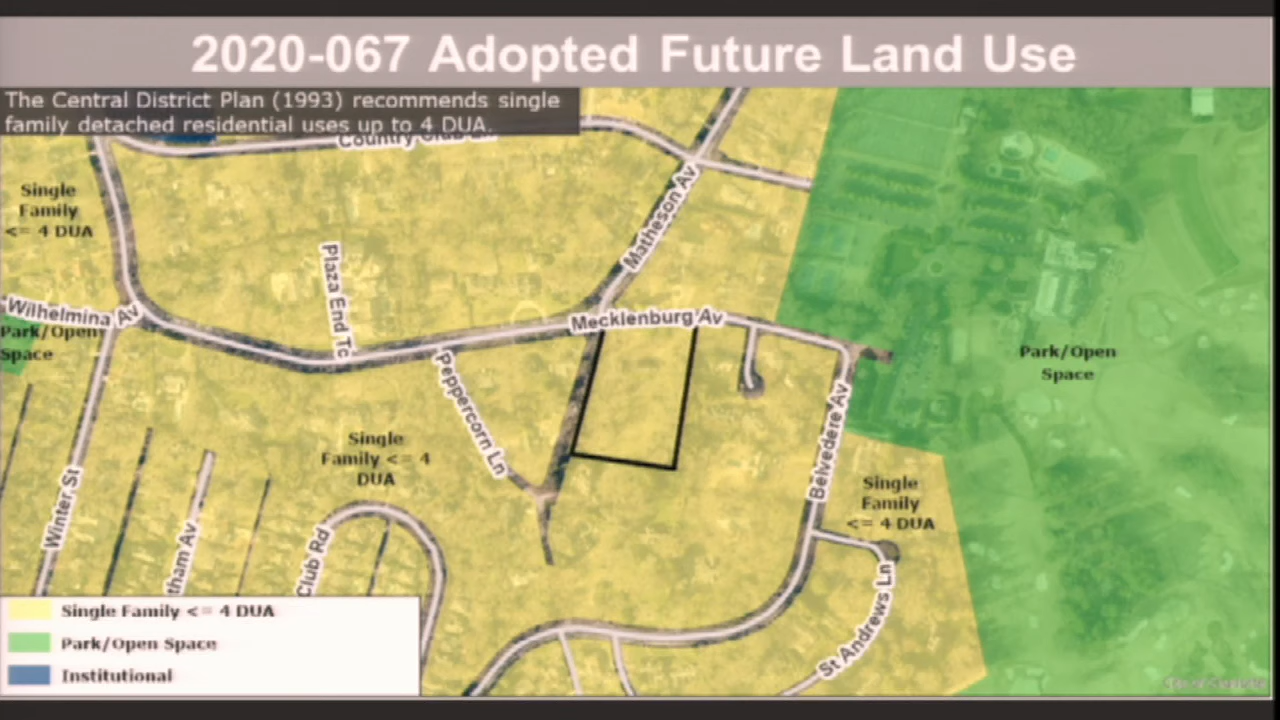 2020-067 Adopted Future Land Use
The Central District Plan (1993) recommends single
family detached residential uses up to 4 DUA.
Country Club
Single
Family
<= 4 DUA
Matheson Av
Plaza End Tc
Wilhelmina Av
Mecklenburg Av
Park/Open
Space
Park/Open
Space
Peppercorn Ln
Single
Family <= 4
DUA
Belvedere Av
Single
Family
<= 4 DUA
Winter St
tham Av
Club Rd
St Andrews Ln
Single Family <= 4 DUA
Park/Open Space
Institutional